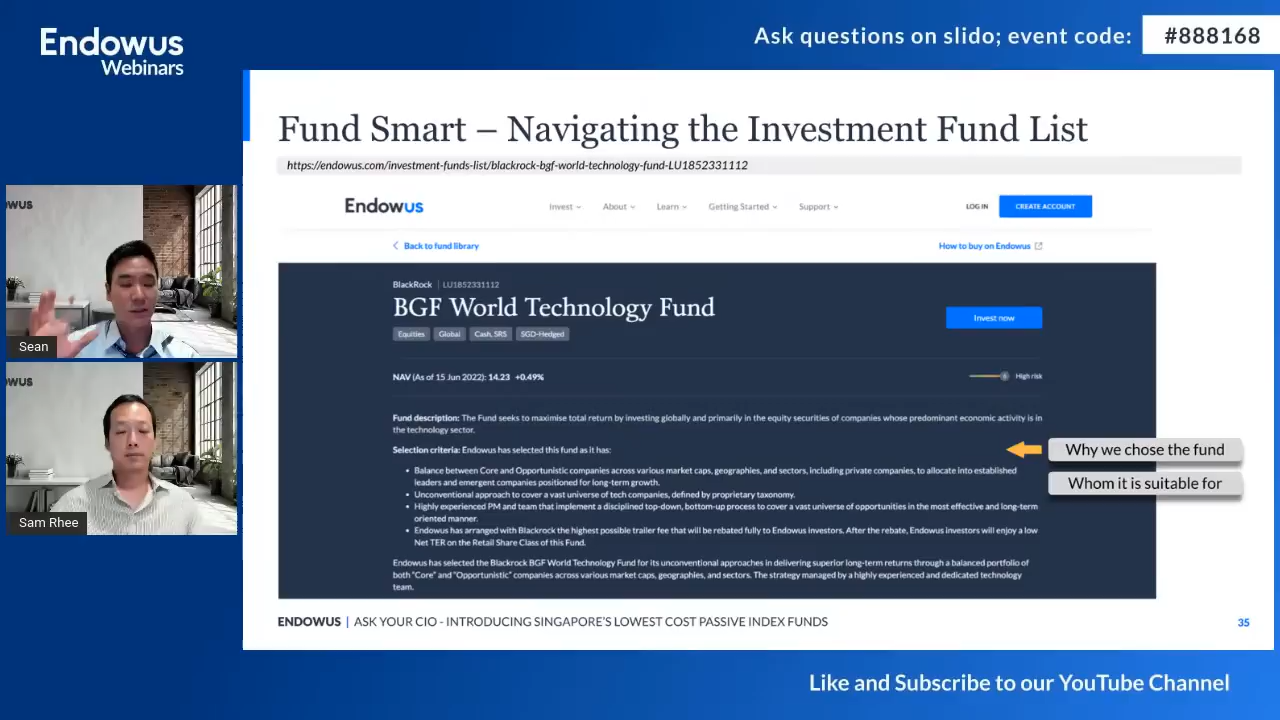 Endowus
Webinars
Ask questions on slido; event code:
#888168
Fund Smart – Navigating the Investment Fund List
https://endowus.com/investment-funds-list/blackrock-bgf-world-technology-fund-LU1852331112
Endowus
Invest
About
Learn
Getting Started
Support
LOG IN
CREATE ACCOUNT
Back to fund library
How to buy on Endowus
BlackRock | LU1852331112
BGF World Technology Fund
Invest now
Equities
Global
Cash, SRS
SGD-Hedged
NAV (As of 15 Jun 2022): 14.23 +0.49%
6
High risk
Fund description: The Fund seeks to maximise total return by investing globally and primarily in the equity securities of companies whose predominant economic activity is in
the technology sector.
Selection criteria: Endowus has selected this fund as it has:
• Balance between Core and Opportunistic companies across various market caps, geographies, and sectors, including private companies, to allocate into established
leaders and emergent companies positioned for long-term growth.
• Unconventional approach to cover a vast universe of tech companies, defined by proprietary taxonomy.
• Highly experienced PM and team that implement a disciplined top-down, bottom-up process to cover a vast universe of opportunities in the most effective and long-term
oriented manner.
• Endowus has arranged with Blackrock the highest possible trailer fee that will be rebated fully to Endowus investors. After the rebate, Endowus investors will enjoy a low
Net TER on the Retail Share Class of this Fund.
Endowus has selected the Blackrock BGF World Technology Fund for its unconventional approaches in delivering superior long-term returns through a balanced portfolio of
both "Core" and "Opportunistic" companies across various market caps, geographies, and sectors. The strategy managed by a highly experienced and dedicated technology
team.
Why we chose the fund
Whom it is suitable for
owus
Sean
owus
Sam Rhee
ENDOWUS | ASK YOUR CIO - INTRODUCING SINGAPORE'S LOWEST COST PASSIVE INDEX FUNDS
35
Like and Subscribe to our YouTube Channel